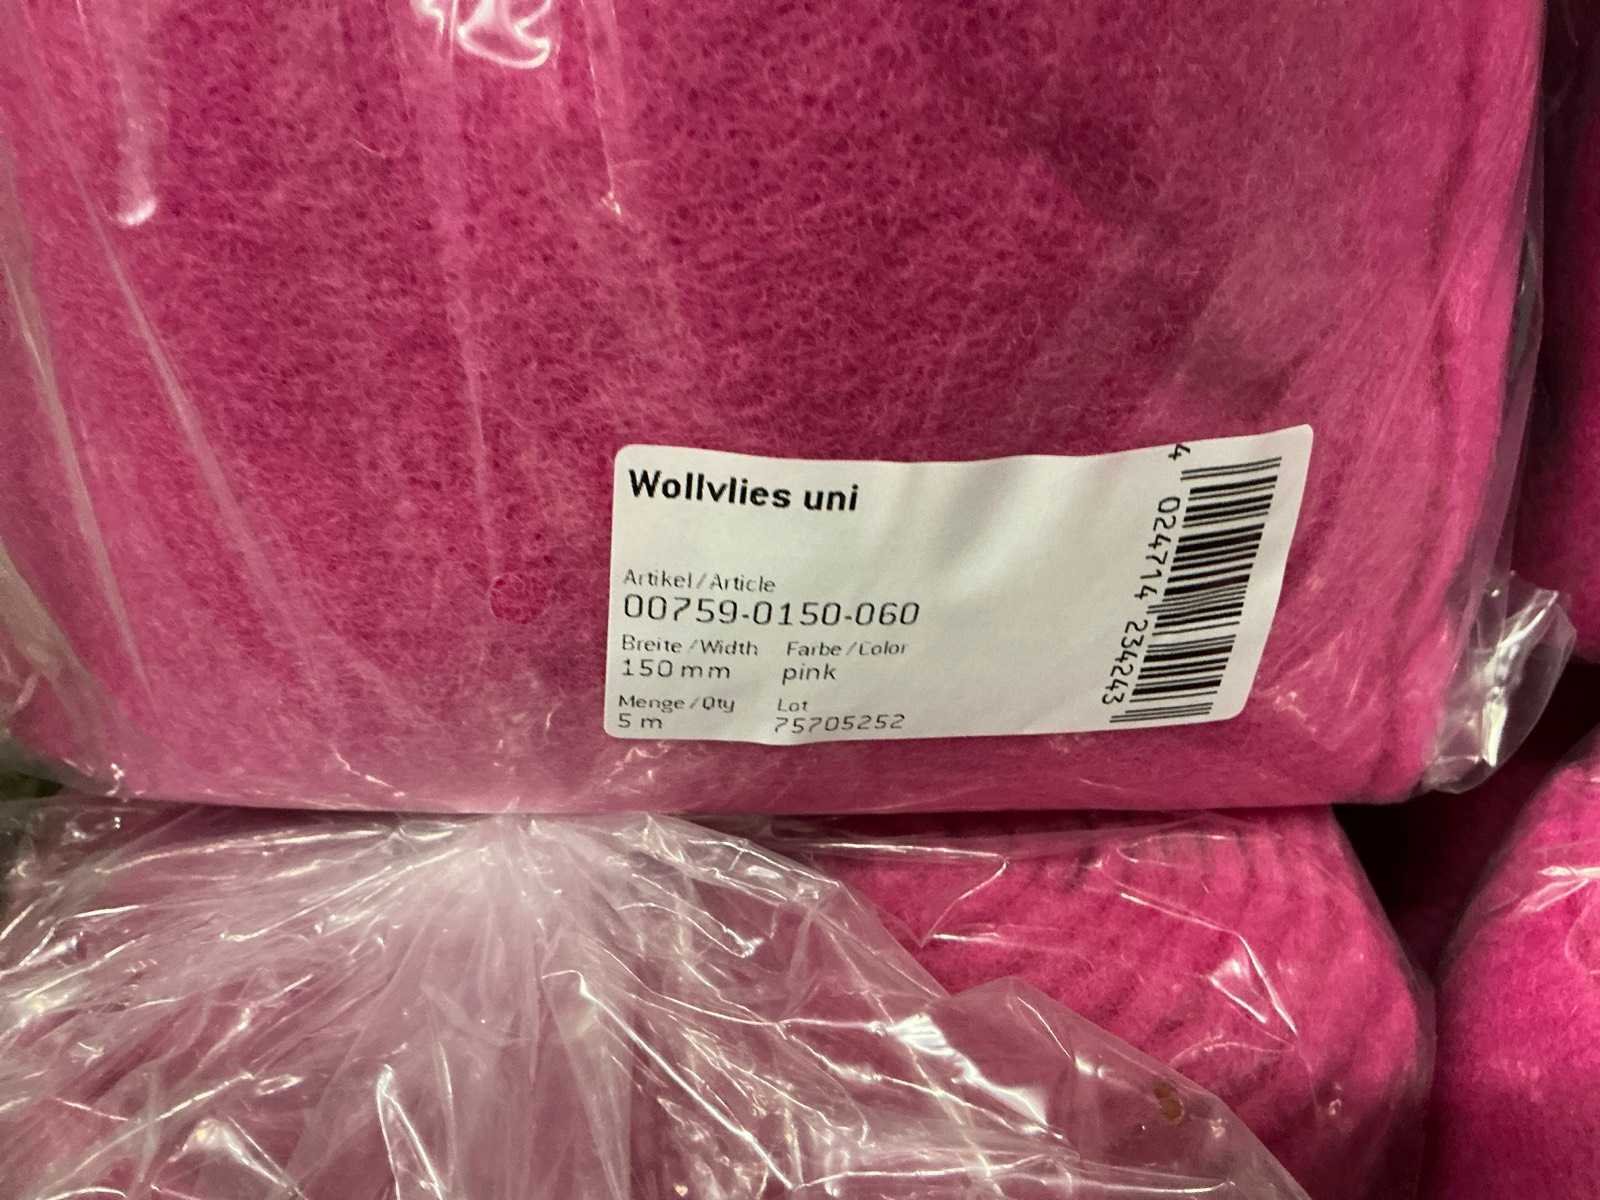 Wollvlies uni
Artikel/Article
00759-0150-060
Breite/Width Farbe/Color
150 mm pink
Menge/Qty Lot
5 m 75705252
4 024714 234243